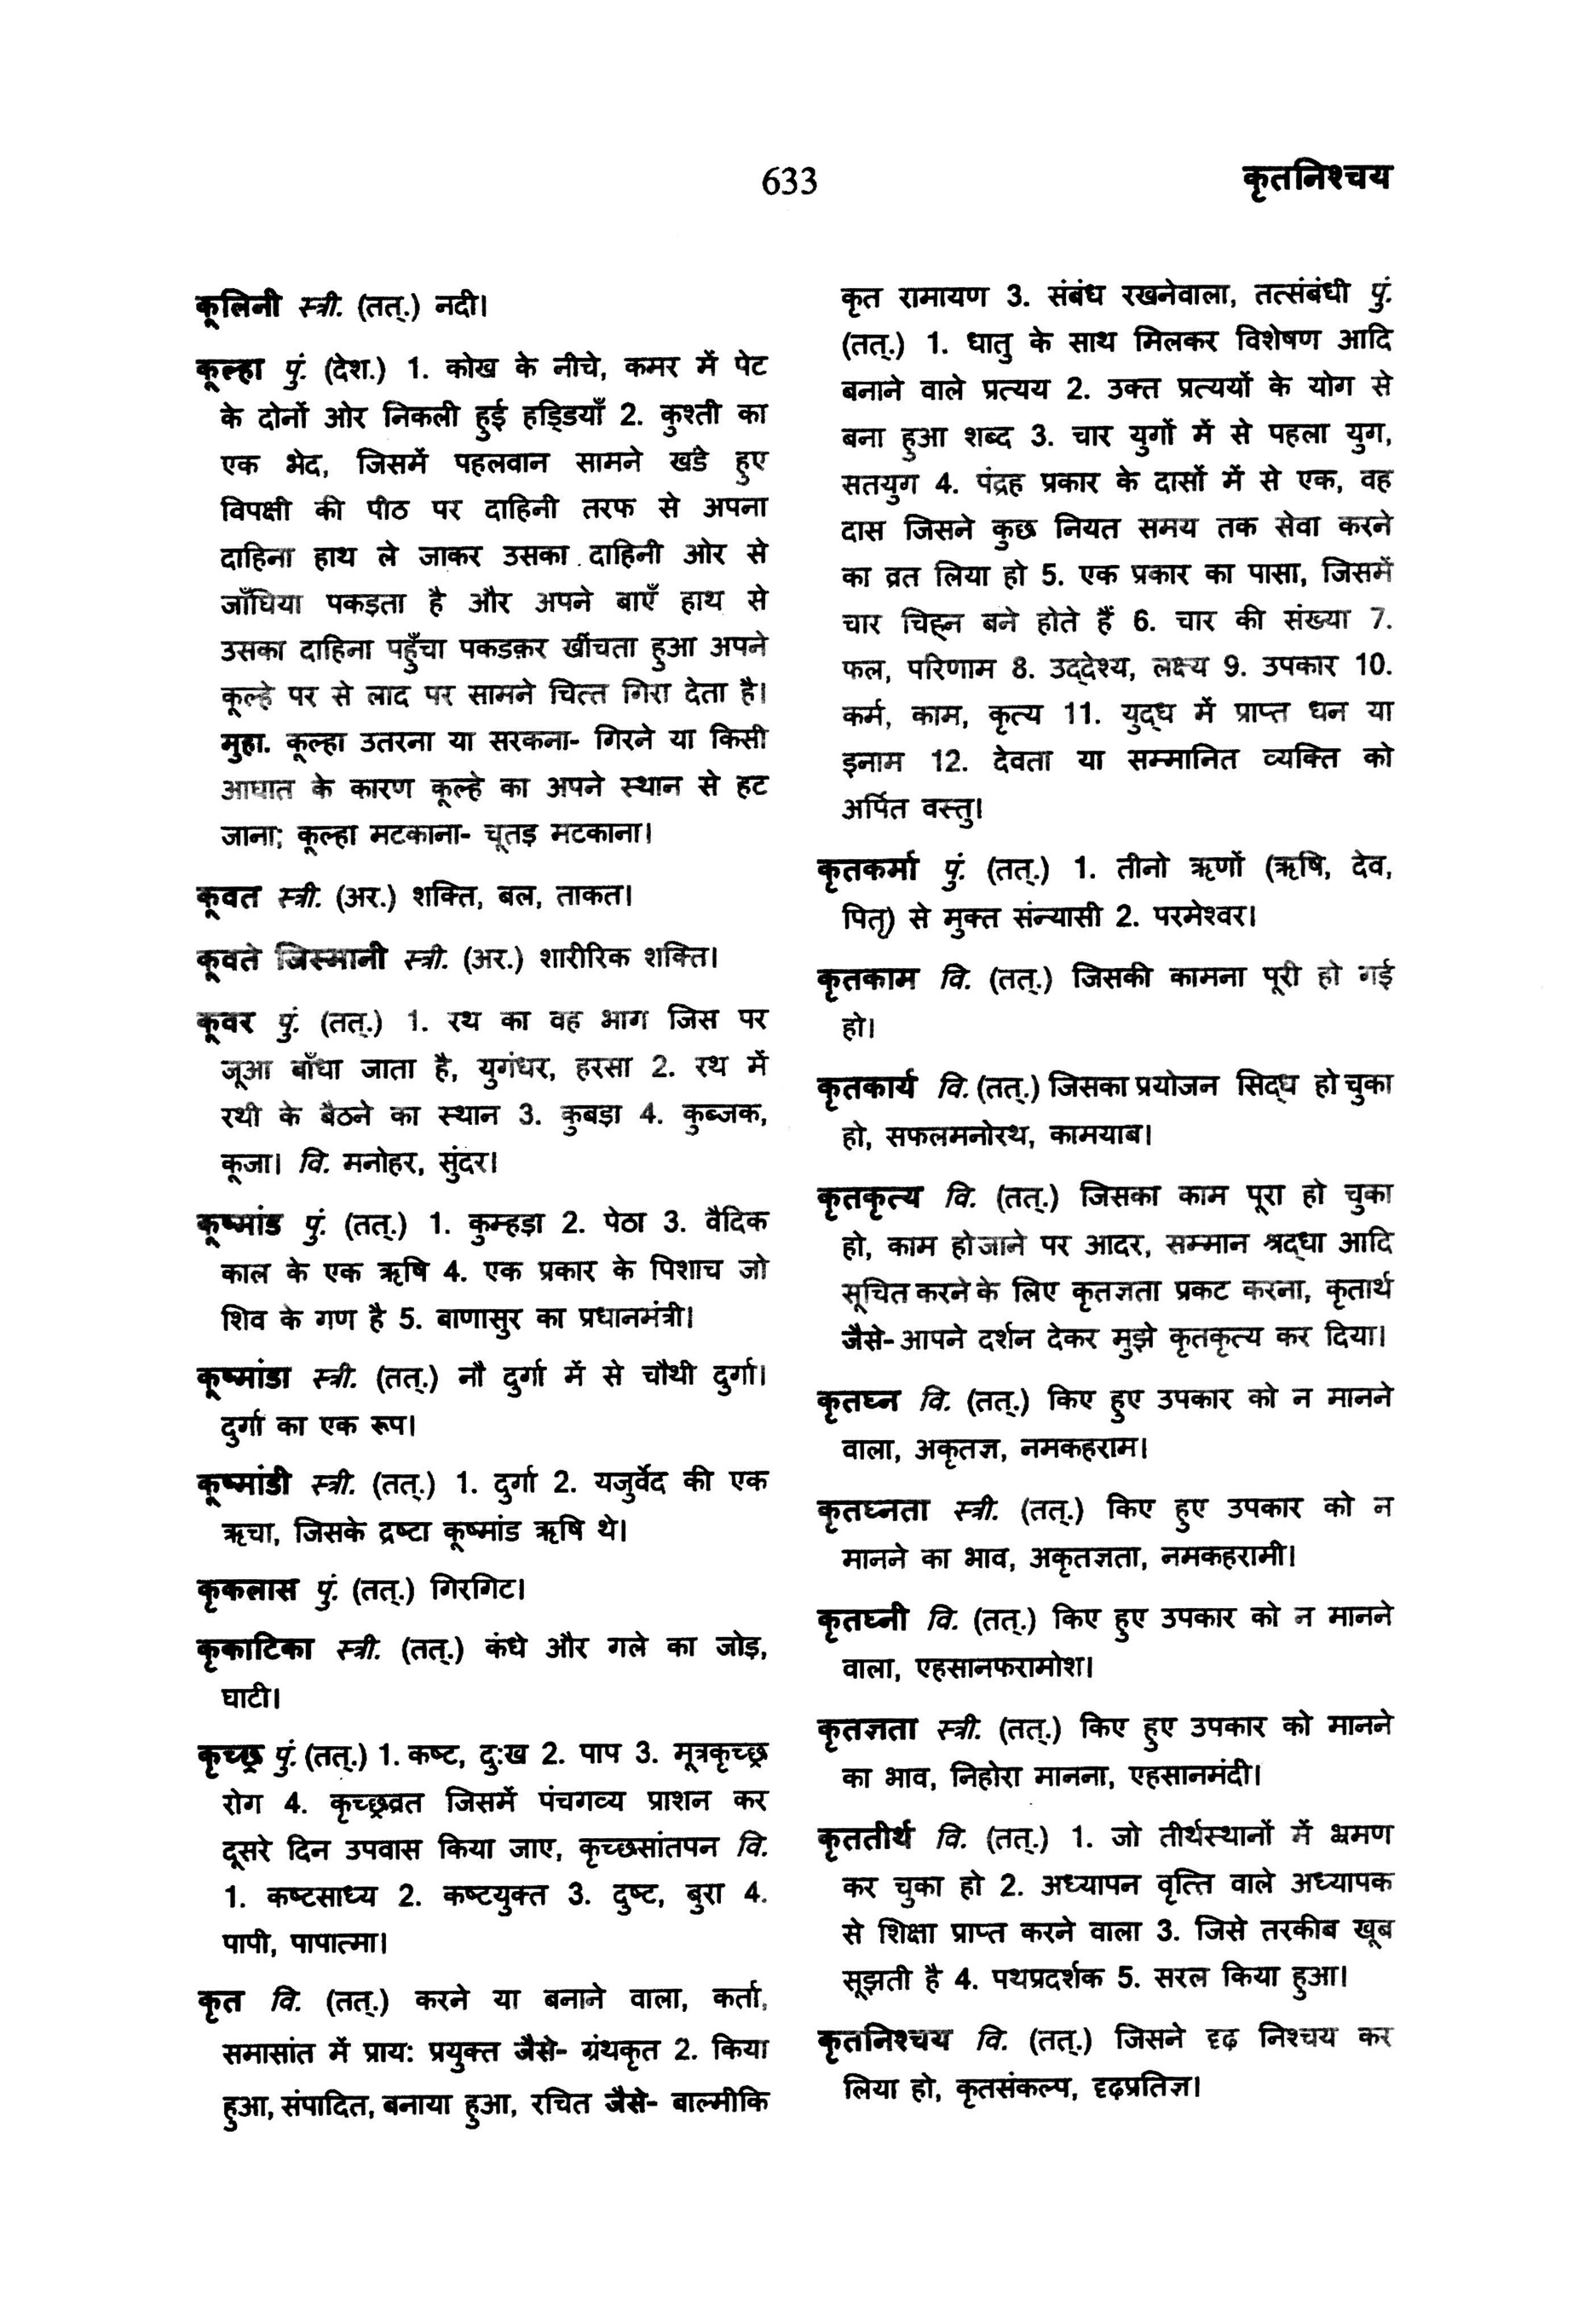 633
कृतनिश्चय
कूलिनी स्त्री. (तत्.) नदी।
कूल्हा पुं. (देश.) 1. कोख के नीचे, कमर में पेट
के दोनों ओर निकली हुई हड्डियाँ 2. कुश्ती का
एक भेद, जिसमें पहलवान सामने खडे हुए
विपक्षी की पीठ पर दाहिनी तरफ से अपना
दाहिना हाथ ले जाकर उसका दाहिनी ओर से
जाँघिया पकड़ता है और अपने बाएँ हाथ से
उसका दाहिना पहुँचा पकडक़र खींचता हुआ अपने
कूल्हे पर से लाद पर सामने चित्त गिरा देता है।
मुहा. कूल्हा उतरना या सरकना- गिरने या किसी
आघात के कारण कूल्हे का अपने स्थान से हट
जाना; कूल्हा मटकाना- चूतड़ मटकाना।
कूवत स्त्री. (अर.) शक्ति, बल, ताकत।
कूवते जिस्मानी स्त्री. (अर.) शारीरिक शक्ति।
कूवर पुं. (तत्.) 1. रथ का वह भाग जिस पर
जूआ बाँधा जाता है, युगंधर, हरसा 2. रथ में
रथी के बैठने का स्थान 3. कुबड़ा 4. कुब्जक,
कूजा। वि. मनोहर, सुंदर।
कूष्मांड पुं. (तत्.) 1. कुम्हड़ा 2. पेठा 3. वैदिक
काल के एक ऋषि 4. एक प्रकार के पिशाच जो
शिव के गण है 5. बाणासुर का प्रधानमंत्री।
कूष्मांडा स्त्री. (तत्.) नौ दुर्गा में से चौथी दुर्गा।
दुर्गा का एक रूप।
कूष्मांडी स्त्री. (तत्.) 1. दुर्गा 2. यजुर्वेद की एक
ऋचा, जिसके द्रष्टा कूष्मांड ऋषि थे।
कृकलास पुं. (तत्.) गिरगिट।
कृकाटिका स्त्री. (तत्.) कंधे और गले का जोड़,
घाटी।
कृच्छ्र पुं. (तत्.) 1. कष्ट, दु:ख 2. पाप 3. मूत्रकृच्छ्र
रोग 4. कृच्छ्रव्रत जिसमें पंचगव्य प्राशन कर
दूसरे दिन उपवास किया जाए, कृच्छसांतपन वि.
1. कष्टसाध्य 2. कष्टयुक्त 3. दुष्ट, बुरा 4.
पापी, पापात्मा।
कृत वि. (तत्.) करने या बनाने वाला, कर्ता,
समासांत में प्राय: प्रयुक्त जैसे- ग्रंथकृत 2. किया
हुआ, संपादित, बनाया हुआ, रचित जैसे- बाल्मीकि
कृत रामायण 3. संबंध रखनेवाला, तत्संबंधी पुं.
(तत्.) 1. धातु के साथ मिलकर विशेषण आदि
बनाने वाले प्रत्यय 2. उक्त प्रत्ययों के योग से
बना हुआ शब्द 3. चार युगों में से पहला युग,
सतयुग 4. पंद्रह प्रकार के दासों में से एक, वह
दास जिसने कुछ नियत समय तक सेवा करने
का व्रत लिया हो 5. एक प्रकार का पासा, जिसमें
चार चिह्न बने होते हैं 6. चार की संख्या 7.
फल, परिणाम 8. उद्देश्य, लक्ष्य 9. उपकार 10.
कर्म, काम, कृत्य 11. युद्ध में प्राप्त धन या
इनाम 12. देवता या सम्मानित व्यक्ति को
अर्पित वस्तु।
कृतकर्मा पुं. (तत्.) 1. तीनो ऋणों (ऋषि, देव,
पितृ) से मुक्त संन्यासी 2. परमेश्वर।
कृतकाम वि. (तत्.) जिसकी कामना पूरी हो गई
हो।
कृतकार्य वि. (तत्.) जिसका प्रयोजन सिद्ध हो चुका
हो, सफलमनोरथ, कामयाब।
कृतकृत्य वि. (तत्.) जिसका काम पूरा हो चुका
हो, काम होजाने पर आदर, सम्मान श्रद्धा आदि
सूचित करने के लिए कृतज्ञता प्रकट करना, कृतार्थ
जैसे- आपने दर्शन देकर मुझे कृतकृत्य कर दिया।
कृतघ्न वि. (तत्.) किए हुए उपकार को न मानने
वाला, अकृतज्ञ, नमकहराम।
कृतघ्नता स्त्री. (तत्.) किए हुए उपकार को न
मानने का भाव, अकृतज्ञता, नमकहरामी।
कृतघ्नी वि. (तत्.) किए हुए उपकार को न मानने
वाला, एहसानफरामोश।
कृतज्ञता स्त्री. (तत्.) किए हुए उपकार को मानने
का भाव, निहोरा मानना, एहसानमंदी।
कृततीर्थ वि. (तत्.) 1. जो तीर्थस्थानों में भ्रमण
कर चुका हो 2. अध्यापन वृत्ति वाले अध्यापक
से शिक्षा प्राप्त करने वाला 3. जिसे तरकीब खूब
सूझती है 4. पथप्रदर्शक 5. सरल किया हुआ।
कृतनिश्चय वि. (तत्.) जिसने दृढ़ निश्चय कर
लिया हो, कृतसंकल्प, दृढ़प्रतिज्ञ।